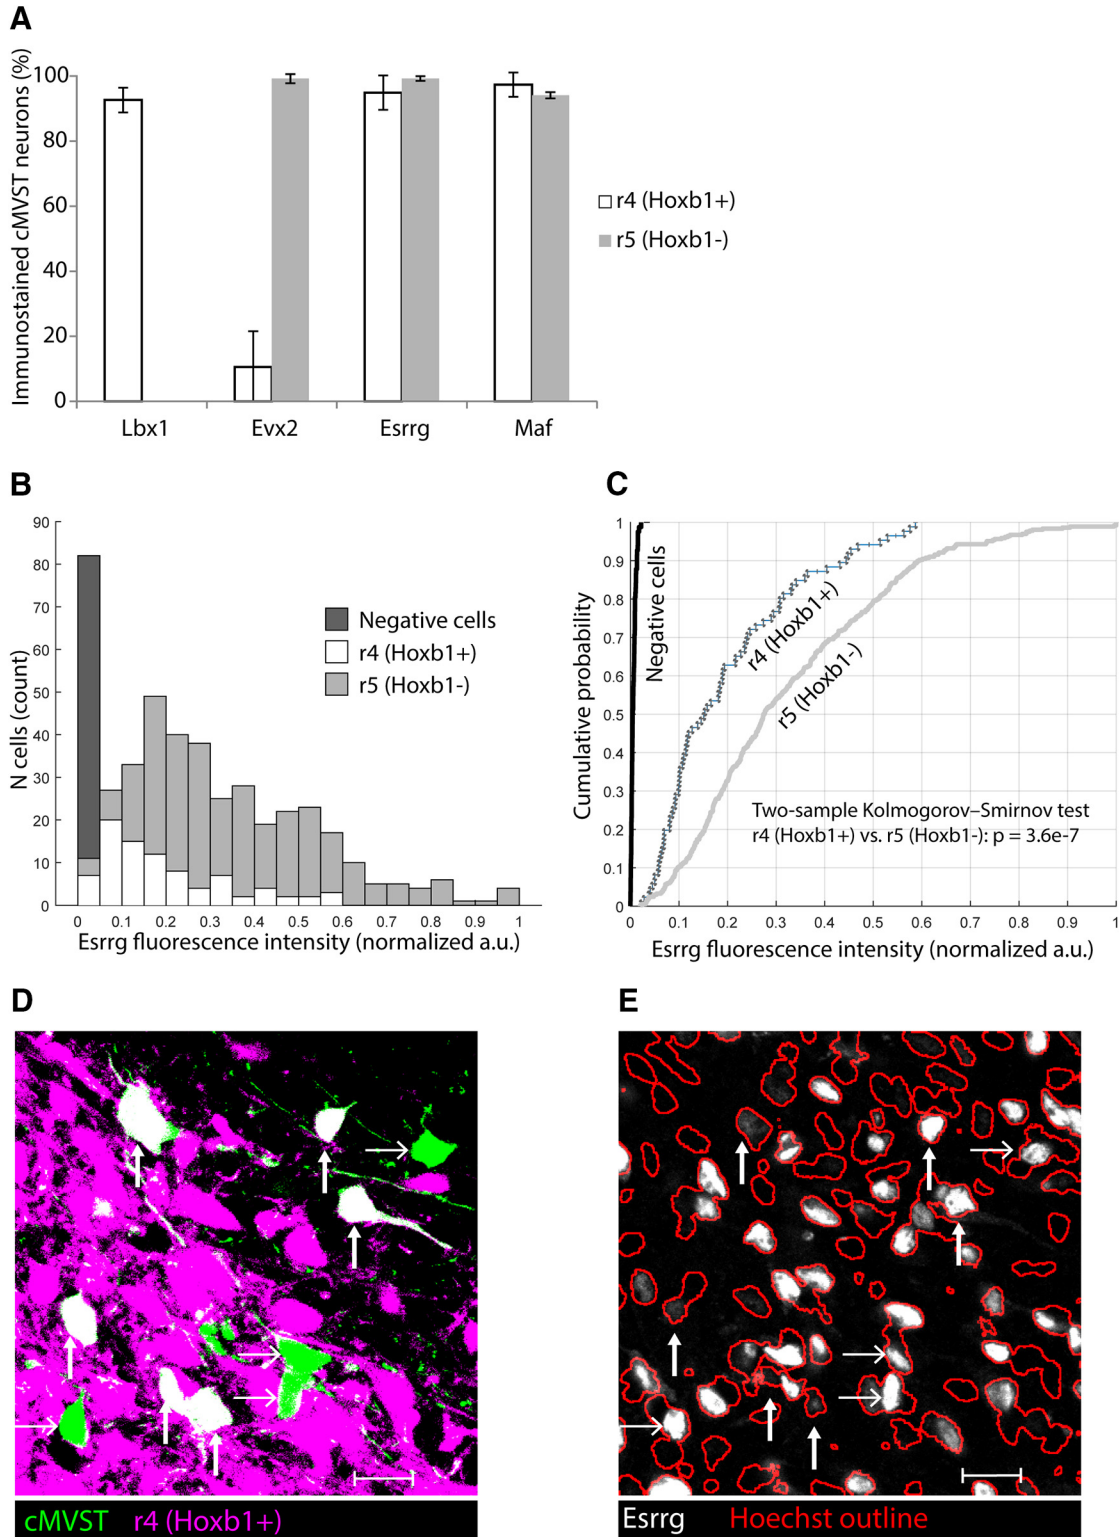 A
Immunostained cMVST neurons (%)
100
80
60
40
20
0
Lbx1 Evx2 Esrrg Maf
r4 (Hoxb1+)
r5 (Hoxb1-)
B
N cells (count)
90
80
70
60
50
40
30
20
10
0
0 0.1 0.2 0.3 0.4 0.5 0.6 0.7 0.8 0.9 1
Esrrg fluorescence intensity (normalized a.u.)
Negative cells
r4 (Hoxb1+)
r5 (Hoxb1-)
C
Cumulative probability
1
0.9
0.8
0.7
0.6
0.5
0.4
0.3
0.2
0.1
0
0 0.1 0.2 0.3 0.4 0.5 0.6 0.7 0.8 0.9 1
Esrrg fluorescence intensity (normalized a.u.)
Negative cells
r4 (Hoxb1+)
r5 (Hoxb1-)
Two-sample Kolmogorov–Smirnov test
r4 (Hoxb1+) vs. r5 (Hoxb1-): p = 3.6e-7
D
cMVST r4 (Hoxb1+)
E
Esrrg Hoechst outline